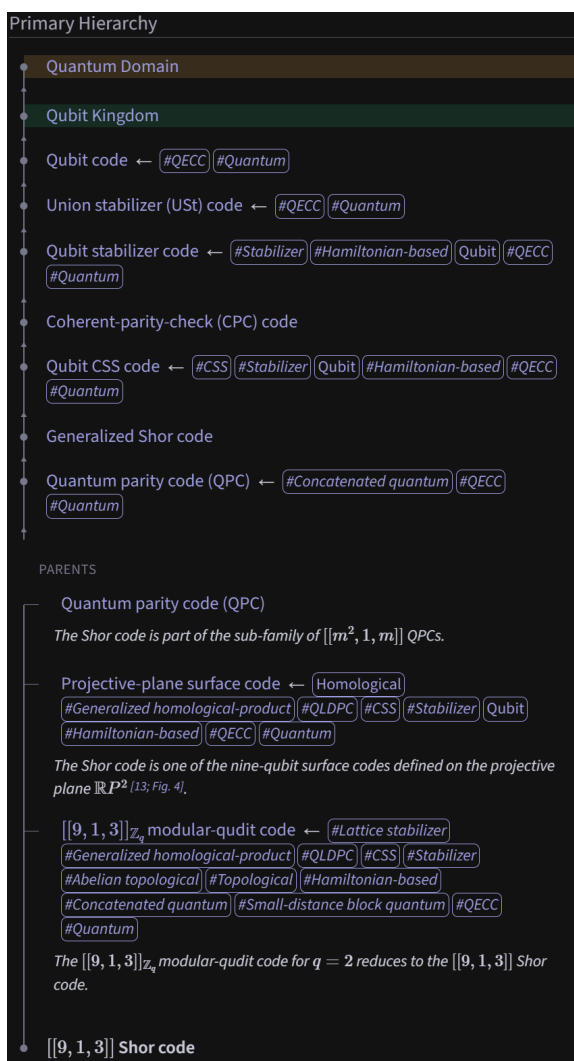 Primary Hierarchy
Quantum Domain
Qubit Kingdom
Qubit code ← #QECC #Quantum
Union stabilizer (USt) code ← #QECC #Quantum
Qubit stabilizer code ← #Stabilizer #Hamiltonian-based Qubit #QECC
#Quantum
Coherent-parity-check (CPC) code
Qubit CSS code ← #CSS #Stabilizer Qubit #Hamiltonian-based #QECC
#Quantum
Generalized Shor code
Quantum parity code (QPC) ← #Concatenated quantum #QECC
#Quantum
PARENTS
Quantum parity code (QPC)
The Shor code is part of the sub-family of [[m², 1, m]] QPCs.
Projective-plane surface code ← Homological
#Generalized homological-product #QLDPC #CSS #Stabilizer Qubit
#Hamiltonian-based #QECC #Quantum
The Shor code is one of the nine-qubit surface codes defined on the projective
plane ℝP² [13; Fig. 4].
[[9, 1, 3]]_{ℤ_q} modular-qudit code ← #Lattice stabilizer
#Generalized homological-product #QLDPC #CSS #Stabilizer
#Abelian topological #Topological #Hamiltonian-based
#Concatenated quantum #Small-distance block quantum #QECC
#Quantum
The [[9, 1, 3]]_{ℤ_q} modular-qudit code for q = 2 reduces to the [[9, 1, 3]] Shor
code.
[[9, 1, 3]] Shor code